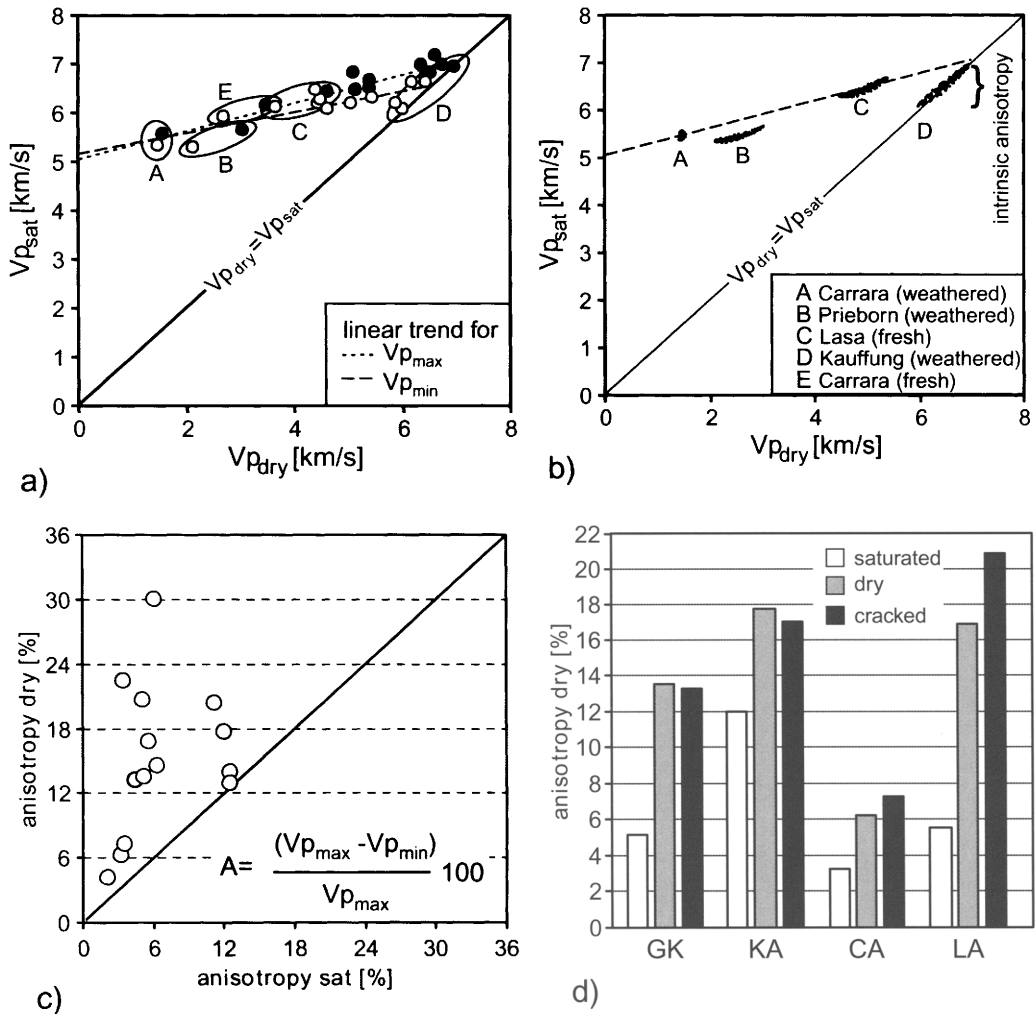 8
7
6
5
4
3
2
1
0
Vp_sat [km/s]
E
C
D
A
B
Vp_dry=Vp_sat
linear trend for
Vp_max
Vp_min
0 2 4 6 8
Vp_dry [km/s]
a)
8
7
6
5
4
3
2
1
0
Vp_sat [km/s]
A
B
C
D
}
intrinsic anisotropy
Vp_dry=Vp_sat
A Carrara (weathered)
B Prieborn (weathered)
C Lasa (fresh)
D Kauffung (weathered)
E Carrara (fresh)
0 2 4 6 8
Vp_dry [km/s]
b)
36
30
24
18
12
6
0
anisotropy dry [%]
A= (Vp_max -Vp_min) / Vp_max 100
0 6 12 18 24 30 36
anisotropy sat [%]
c)
22
20
18
16
14
12
10
8
6
4
2
0
anisotropy dry [%]
saturated
dry
cracked
GK KA CA LA
d)